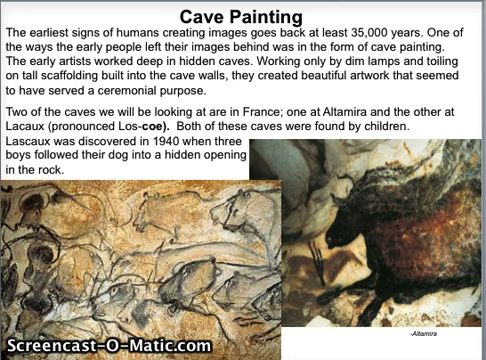 Cave Painting
The earliest signs of humans creating images goes back at least 35,000 years. One of
the ways the early people left their images behind was in the form of cave painting.
The early artists worked deep in hidden caves. Working only by dim lamps and toiling
on tall scaffolding built into the cave walls, they created beautiful artwork that seemed
to have served a ceremonial purpose.
Two of the caves we will be looking at are in France; one at Altamira and the other at
Lacaux (pronounced Los-coe). Both of these caves were found by children.
Lascaux was discovered in 1940 when three
boys followed their dog into a hidden opening
in the rock.
-Altamira
Screencast-O-Matic.com